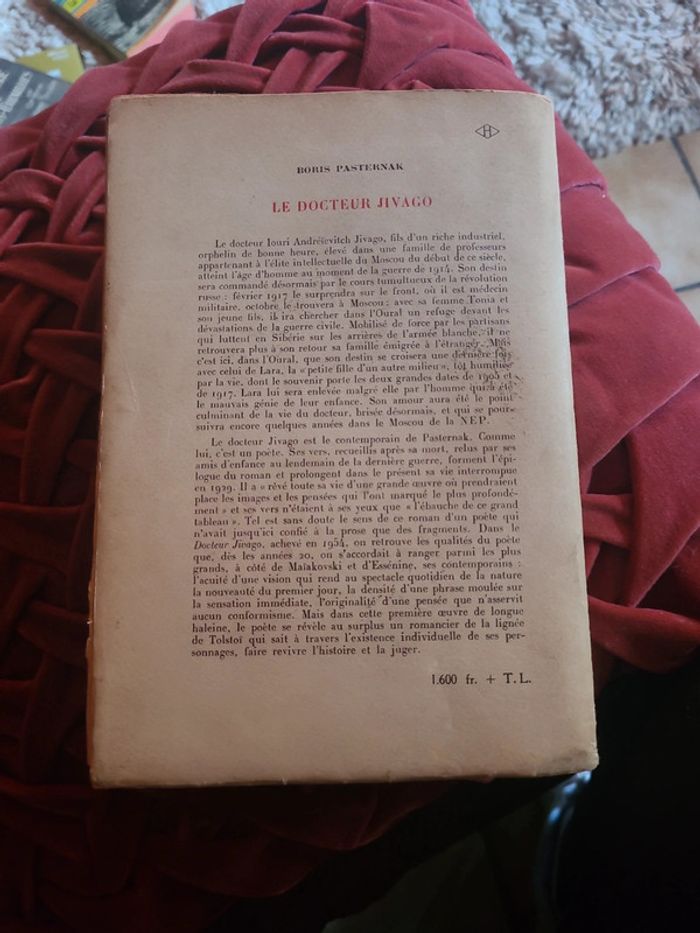 H
BORIS PASTERNAK
LE DOCTEUR JIVAGO
Le docteur Iouri Andréïevitch Jivago, fils d'un riche industriel,
orphelin de bonne heure, élevé dans une famille de professeurs
appartenant à l'élite intellectuelle du Moscou du début de ce siècle,
atteint l'âge d'homme au moment de la guerre de 1914. Son destin
sera commandé désormais par le cours tumultueux de la révolution
russe : février 1917 le surprendra sur le front, où il est médecin
militaire, octobre le trouvera à Moscou ; avec sa femme Tonia et
son jeune fils, il ira chercher dans l'Oural un refuge devant les
dévastations de la guerre civile. Mobilisé de force par les partisans
qui luttent en Sibérie sur les arrières de l'armée blanche, il ne
retrouvera plus à son retour sa famille émigrée à l'étranger. Mais
c'est ici, dans l'Oural, que son destin se croisera une dernière fois
avec celui de Lara, la « petite fille d'un autre milieu », tôt humiliée
par la vie, dont le souvenir porte les deux grandes dates de 1905 et
de 1917. Lara lui sera enlevée malgré elle par l'homme qui a été
le mauvais génie de leur enfance. Son amour aura été le point
culminant de la vie du docteur, brisée désormais, et qui se pour-
suivra encore quelques années dans le Moscou de la NEP.
Le docteur Jivago est le contemporain de Pasternak. Comme
lui, c'est un poète. Ses vers, recueillis après sa mort, relus par ses
amis d'enfance au lendemain de la dernière guerre, forment l'épi-
logue du roman et prolongent dans le présent sa vie interrompue
en 1929. Il a « rêvé toute sa vie d'une grande œuvre où prendraient
place les images et les pensées qui l'ont marqué le plus profondé-
ment » et ses vers n'étaient à ses yeux que « l'ébauche de ce grand
tableau ». Tel est sans doute le sens de ce roman d'un poète qui
n'avait jusqu'ici confié à la prose que des fragments. Dans le
Docteur Jivago, achevé en 1954, on retrouve les qualités du poète
que, dès les années 20, on s'accordait à ranger parmi les plus
grands, à côté de Maïakovski et d'Essénine, ses contemporains :
l'acuité d'une vision qui rend au spectacle quotidien de la nature
la nouveauté du premier jour, la densité d'une phrase moulée sur
la sensation immédiate, l'originalité d'une pensée que n'asservit
aucun conformisme. Mais dans cette première œuvre de longue
haleine, le poète se révèle au surplus un romancier de la lignée
de Tolstoï qui sait à travers l'existence individuelle de ses per-
sonnages, faire revivre l'histoire et la juger.
1.600 fr. + T.L.